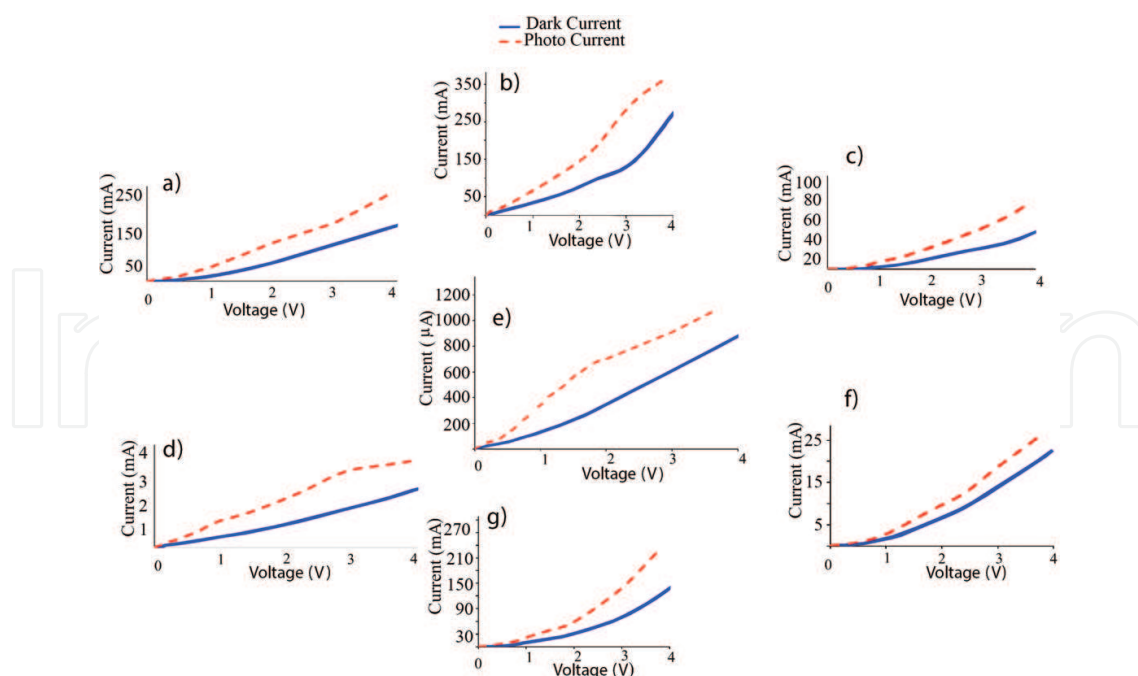 Dark Current
Photo Current
b)
350
250
150
50
0 1 2 3 4
Current (mA)
Voltage (V)
a)
250
150
50
0 1 2 3 4
Current (mA)
Voltage (V)
c)
100
80
60
40
20
0 1 2 3 4
Current (mA)
Voltage (V)
e)
1200
1000
800
600
400
200
0 1 2 3 4
Current ( μA)
Voltage (V)
d)
4
3
2
1
0 1 2 3 4
Current (mA)
Voltage (V)
f)
25
15
5
0 1 2 3 4
Current (mA)
Voltage (V)
g)
270
210
150
90
30
0 1 2 3 4
Current (mA)
Voltage (V)